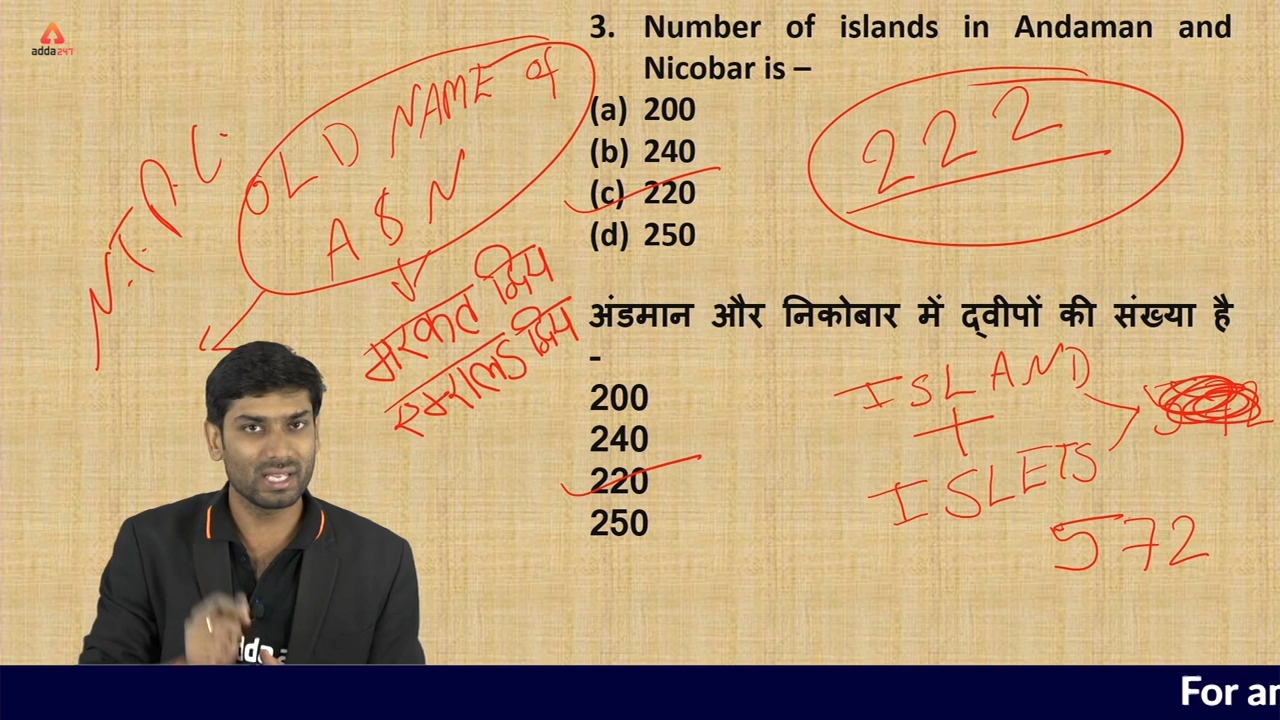 adda247
3. Number of islands in Andaman and
Nicobar is –
(a) 200
(b) 240
(c) 220
(d) 250
222
N.T.P.C.
OLD NAME of
A & N
मरकत द्विप
एमराल्ड द्विप
अंडमान और निकोबार में द्वीपों की संख्या है
-
200
240
220
250
ISLAND
+
ISLETS
572
For an